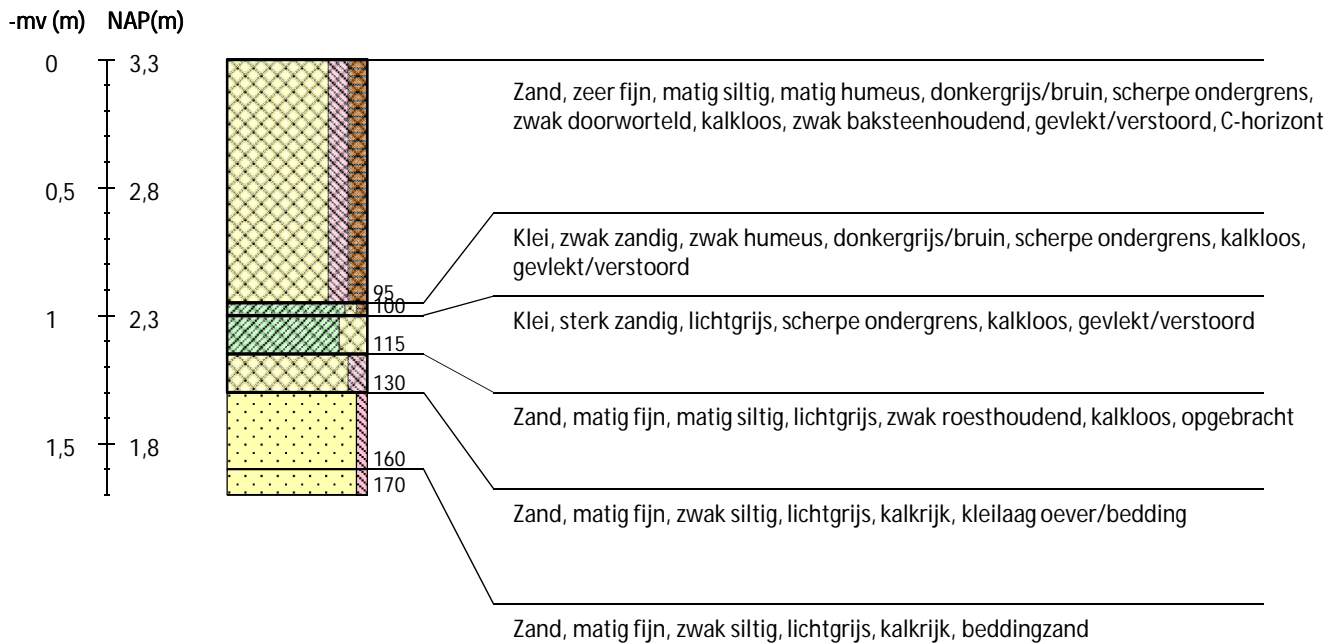 -mv (m) NAP(m)
0 3,3
Zand, zeer fijn, matig siltig, matig humeus, donkergrijs/bruin, scherpe ondergrens,
zwak doorworteld, kalkloos, zwak baksteenhoudend, gevlekt/verstoord, C-horizont
0,5 2,8
Klei, zwak zandig, zwak humeus, donkergrijs/bruin, scherpe ondergrens, kalkloos,
gevlekt/verstoord
95
100
1 2,3
Klei, sterk zandig, lichtgrijs, scherpe ondergrens, kalkloos, gevlekt/verstoord
115
130
Zand, matig fijn, matig siltig, lichtgrijs, zwak roesthoudend, kalkloos, opgebracht
1,5 1,8
160
170
Zand, matig fijn, zwak siltig, lichtgrijs, kalkrijk, kleilaag oever/bedding
Zand, matig fijn, zwak siltig, lichtgrijs, kalkrijk, beddingzand